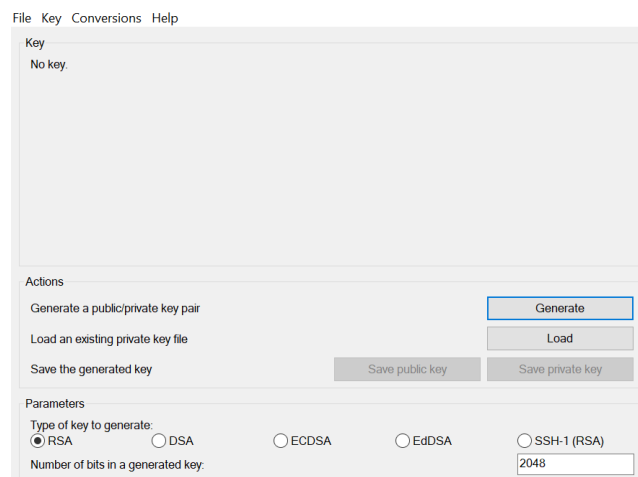 File Key Conversions Help
Key
No key.
Actions
Generate a public/private key pair Generate
Load an existing private key file Load
Save the generated key Save public key Save private key
Parameters
Type of key to generate:
RSA DSA ECDSA EdDSA SSH-1 (RSA)
Number of bits in a generated key: 2048